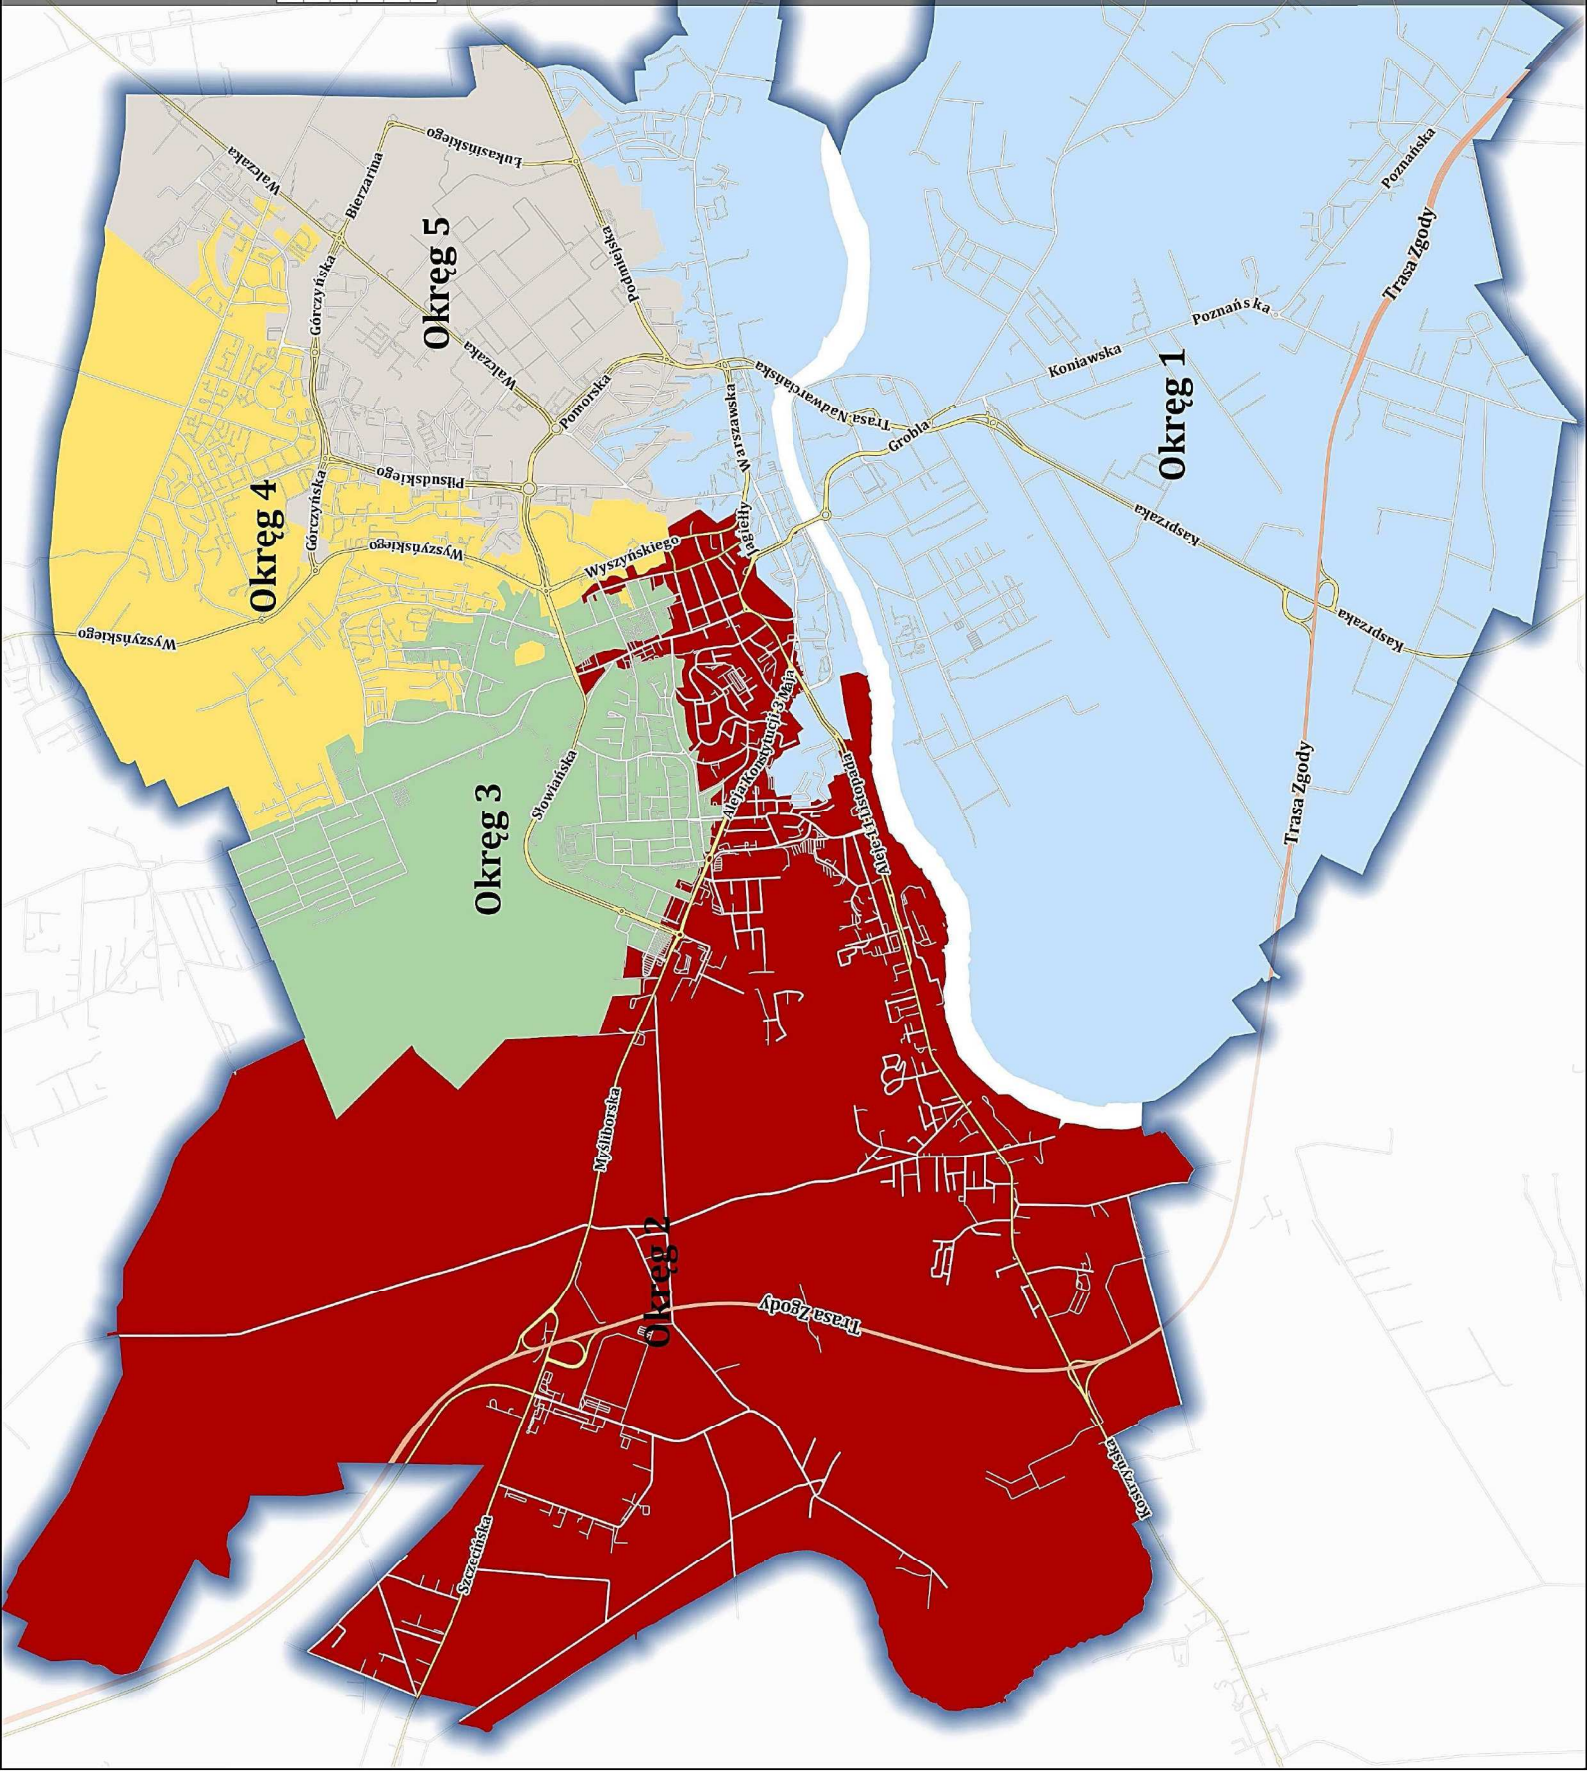 Łukasińskiego
Walczaka
Bierzarina
Okręg 5
Podmiejska
Górczyńska
Walczaka
Pomorska
Piłsudskiego
Okręg 4
Górczyńska
Wyszyńskiego
Wyszyńskiego
Wyszyńskiego
Warszawska
Jagiełły
Trasa Nadwarciańska
Grobla
Koniawska
Poznańska
Poznańska
Trasa Zgody
Okręg 1
Kasprzaka
Kasprzaka
Trasa Zgody
Słowiańska
Okręg 3
Aleja Konstytucji 3 Maja
Aleje 11 Listopada
Myśliborska
Okręg 2
Trasa Zgody
Szczecińska
Kostrzyńska